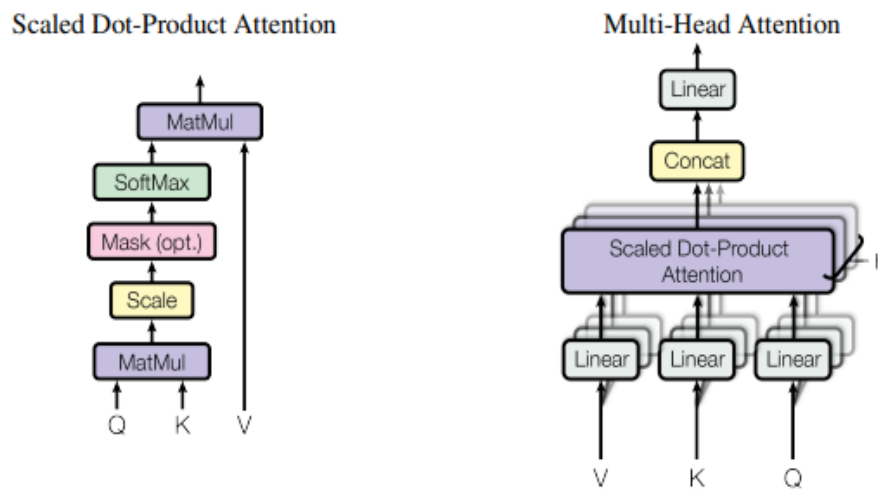 Scaled Dot-Product Attention
MatMul
SoftMax
Mask (opt.)
Scale
MatMul
Q K V
Multi-Head Attention
Linear
Concat
Scaled Dot-Product
Attention
Linear Linear Linear
V K Q